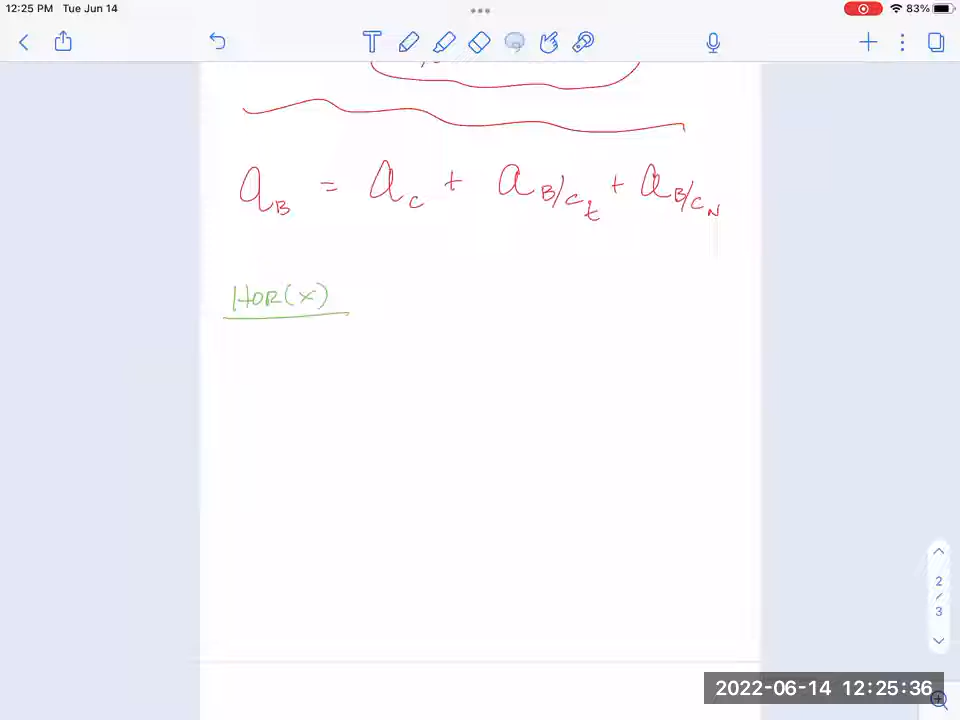 12:25 PM Tue Jun 14 83%
a_B = a_C + a_B/C_t + a_B/C_N
HOR(x)
2
/
3
2022-06-14 12:25:36